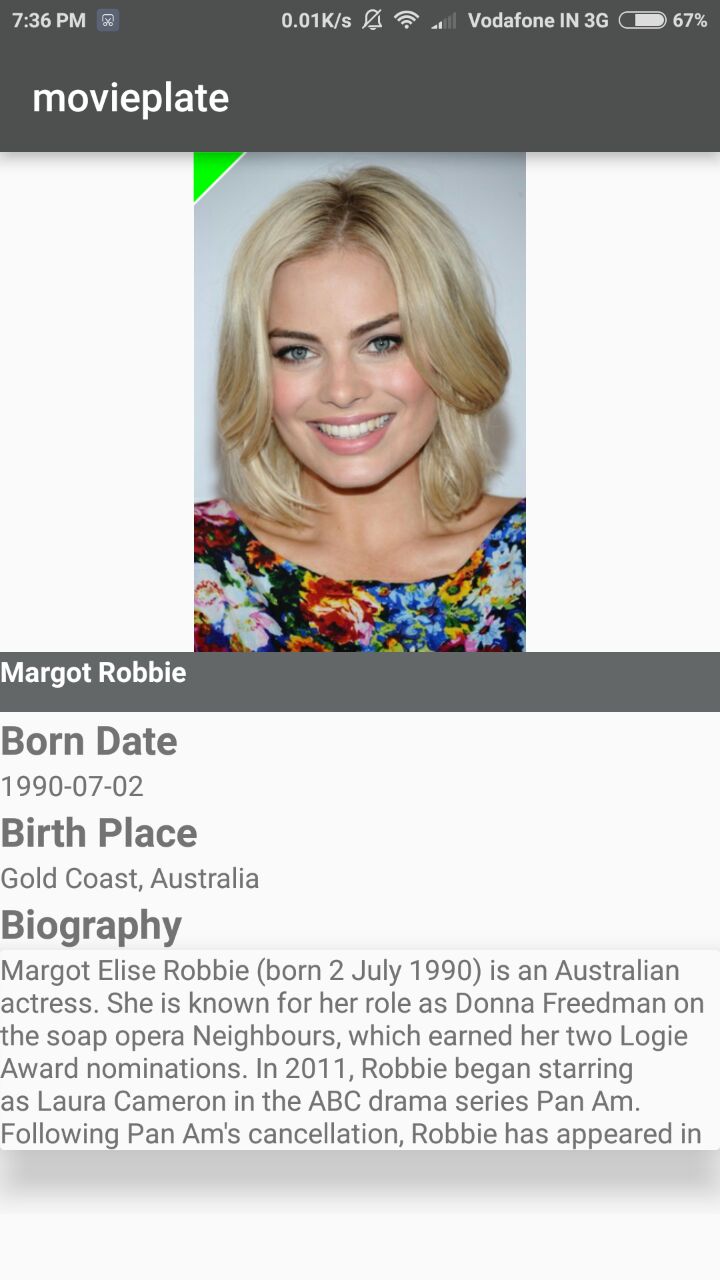 7:36 PM 0.01K/s Vodafone IN 3G 67%
movieplate
Margot Robbie
Born Date
1990-07-02
Birth Place
Gold Coast, Australia
Biography
Margot Elise Robbie (born 2 July 1990) is an Australian
actress. She is known for her role as Donna Freedman on
the soap opera Neighbours, which earned her two Logie
Award nominations. In 2011, Robbie began starring
as Laura Cameron in the ABC drama series Pan Am.
Following Pan Am's cancellation, Robbie has appeared in